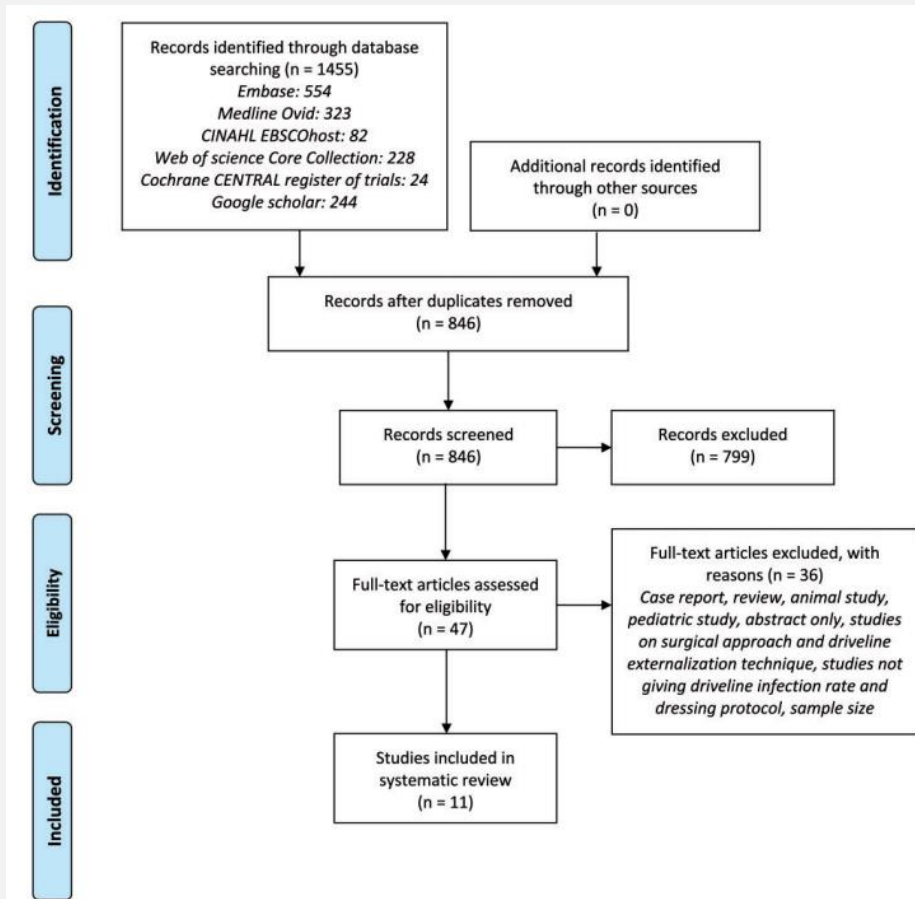 Identification
Records identified through database
searching (n = 1455)
Embase: 554
Medline Ovid: 323
CINAHL EBSCOhost: 82
Web of science Core Collection: 228
Cochrane CENTRAL register of trials: 24
Google scholar: 244
Additional records identified
through other sources
(n = 0)
Records after duplicates removed
(n = 846)
Screening
Records screened
(n = 846)
Records excluded
(n = 799)
Eligibility
Full-text articles assessed
for eligibility
(n = 47)
Full-text articles excluded, with
reasons (n = 36)
Case report, review, animal study,
pediatric study, abstract only, studies
on surgical approach and driveline
externalization technique, studies not
giving driveline infection rate and
dressing protocol, sample size
Included
Studies included in
systematic review
(n = 11)